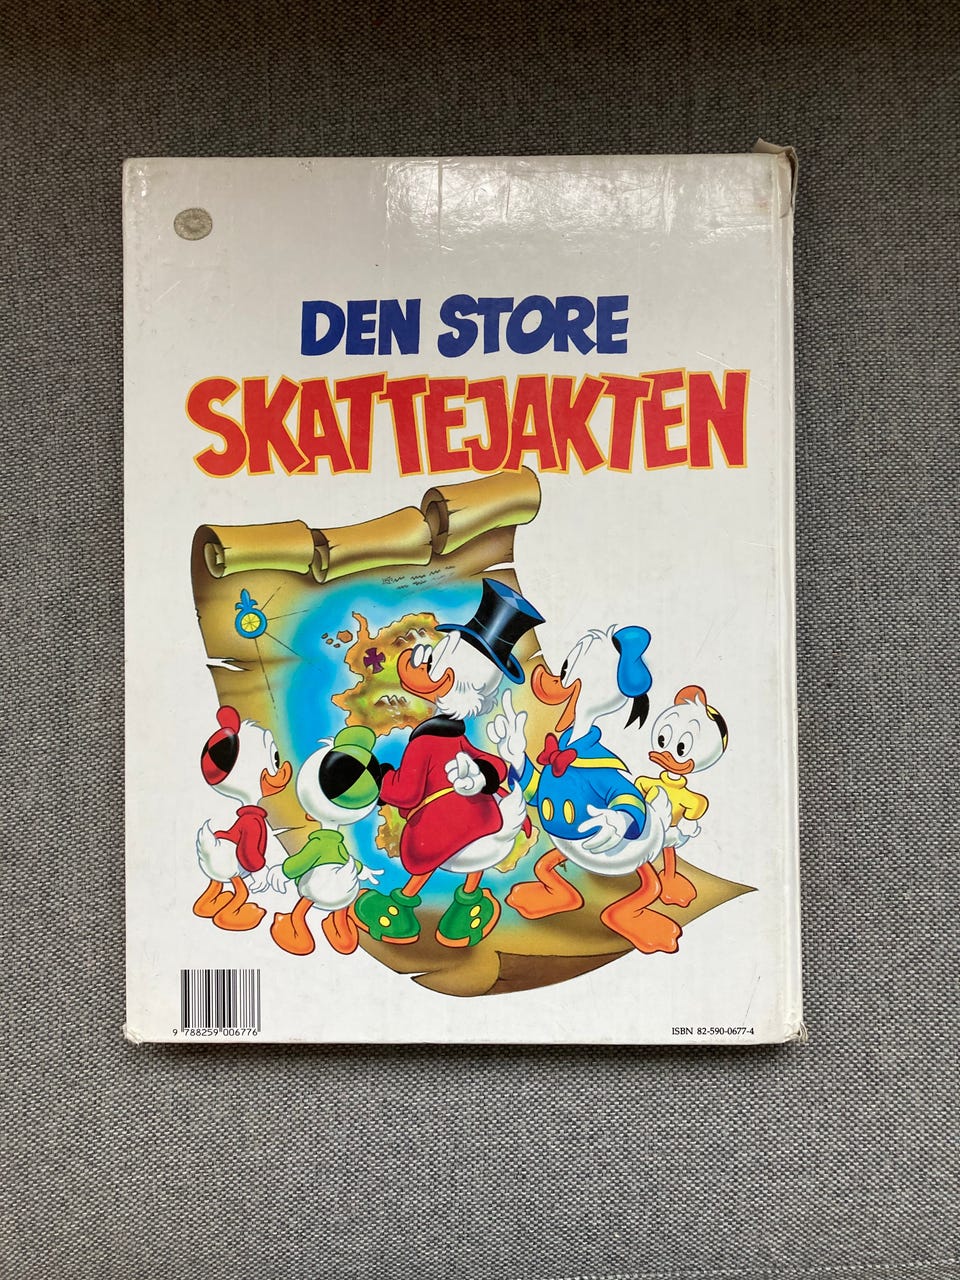 DEN STORE
SKATTEJAKTEN
9 788259 006776
ISBN 82-590-0677-4